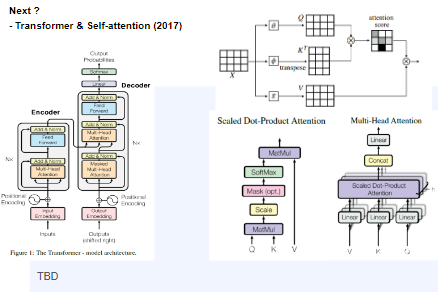 Next ?
- Transformer & Self-attention (2017)
Output
Probabilities
Softmax
Linear
Decoder
Add & Norm
Feed
Forward
Encoder
Add & Norm
Add & Norm
Feed
Forward
Multi-Head
Attention
Nx
Nx
Add & Norm
Add & Norm
Multi-Head
Attention
Masked
Multi-Head
Attention
Positional
Encoding
Positional
Encoding
Input
Embedding
Output
Embedding
Inputs
Outputs
(shifted right)
Figure 1: The Transformer - model architecture.
Q
attention
score
X
K^T
transpose
V
Scaled Dot-Product Attention
MatMul
SoftMax
Mask (opt.)
Scale
MatMul
Q K V
Multi-Head Attention
Linear
Concat
Scaled Dot-Product
Attention
h
Linear Linear Linear
V K Q
TBD